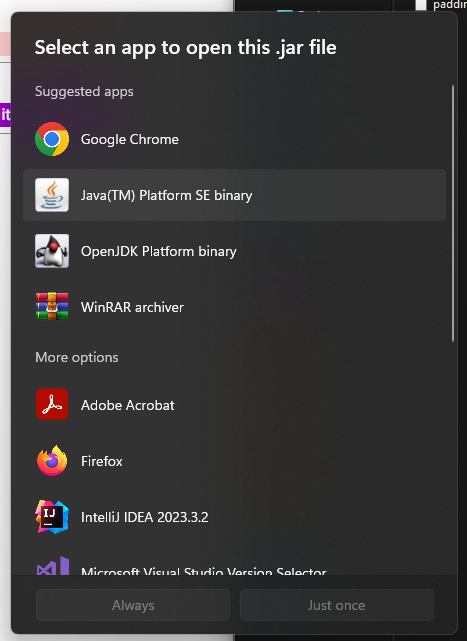 paddin
Select an app to open this .jar file
it
Suggested apps
Google Chrome
Java(TM) Platform SE binary
OpenJDK Platform binary
WinRAR archiver
More options
Adobe Acrobat
Firefox
IJ
IntelliJ IDEA 2023.3.2
Microsoft Visual Studio Version Selector
Always
Just once